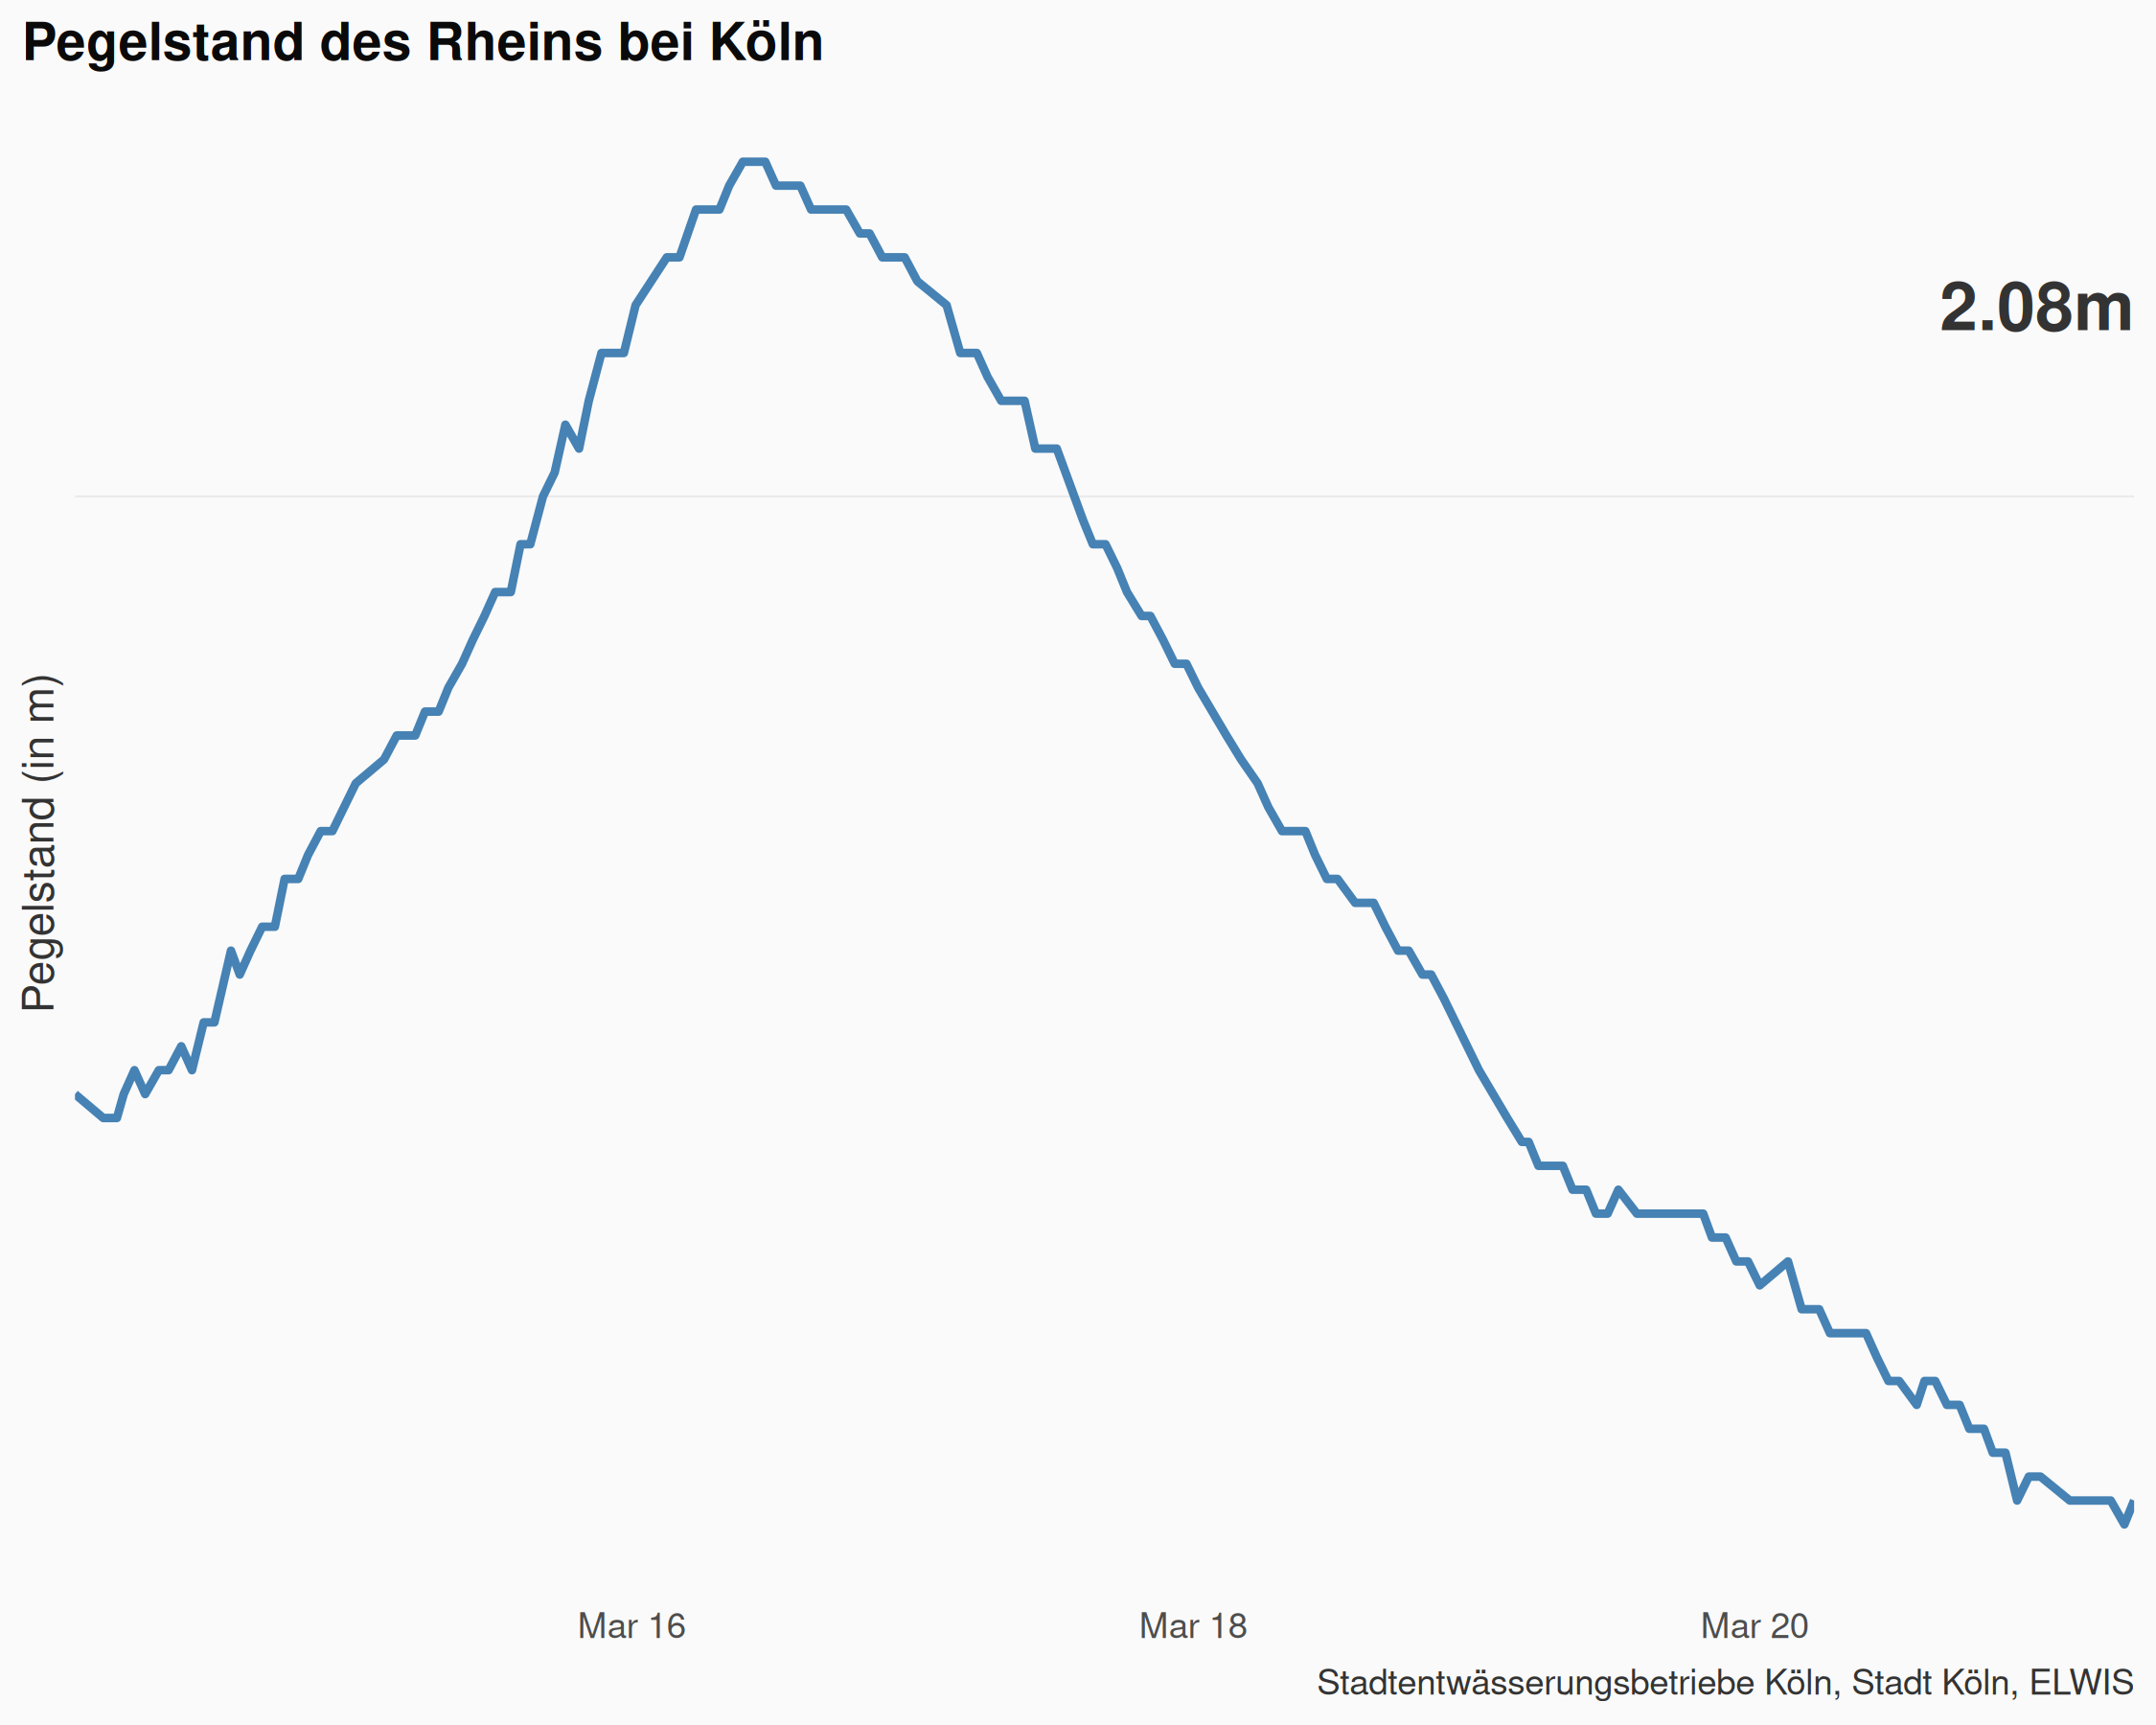 Pegelstand des Rheins bei Köln
2.08m
Pegelstand (in m)
Mar 16
Mar 18
Mar 20
Stadtentwässerungsbetriebe Köln, Stadt Köln, ELWIS